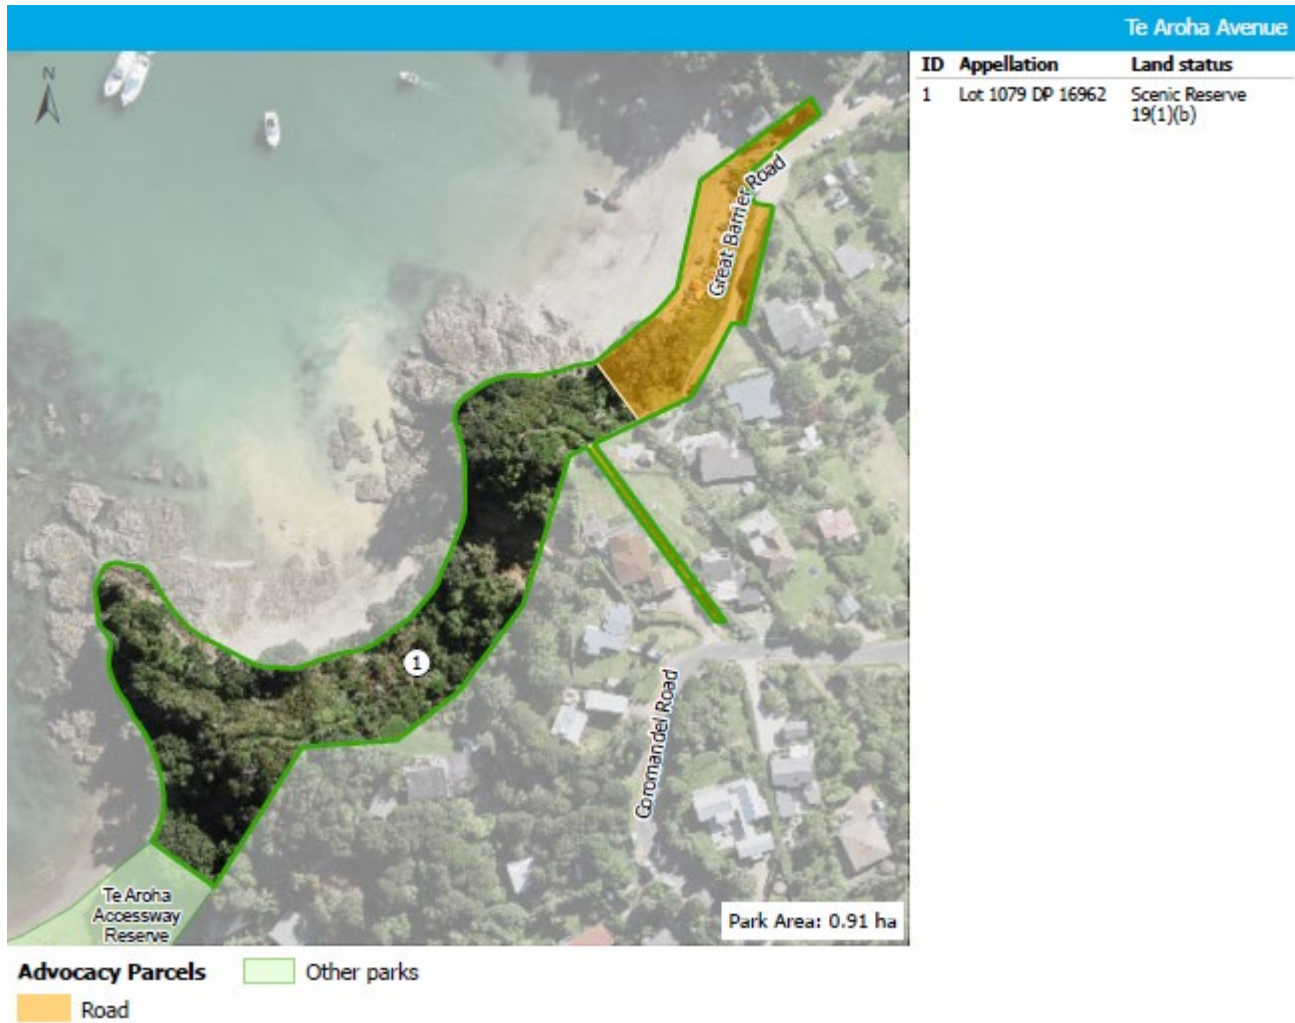 Te Aroha Avenue
ID Appellation Land status
1 Lot 1079 DP 16962 Scenic Reserve
19(1)(b)
N
Great Barrier Road
1
Coromandel Road
Te Aroha
Accessway
Reserve
Park Area: 0.91 ha
Advocacy Parcels
Other parks
Road